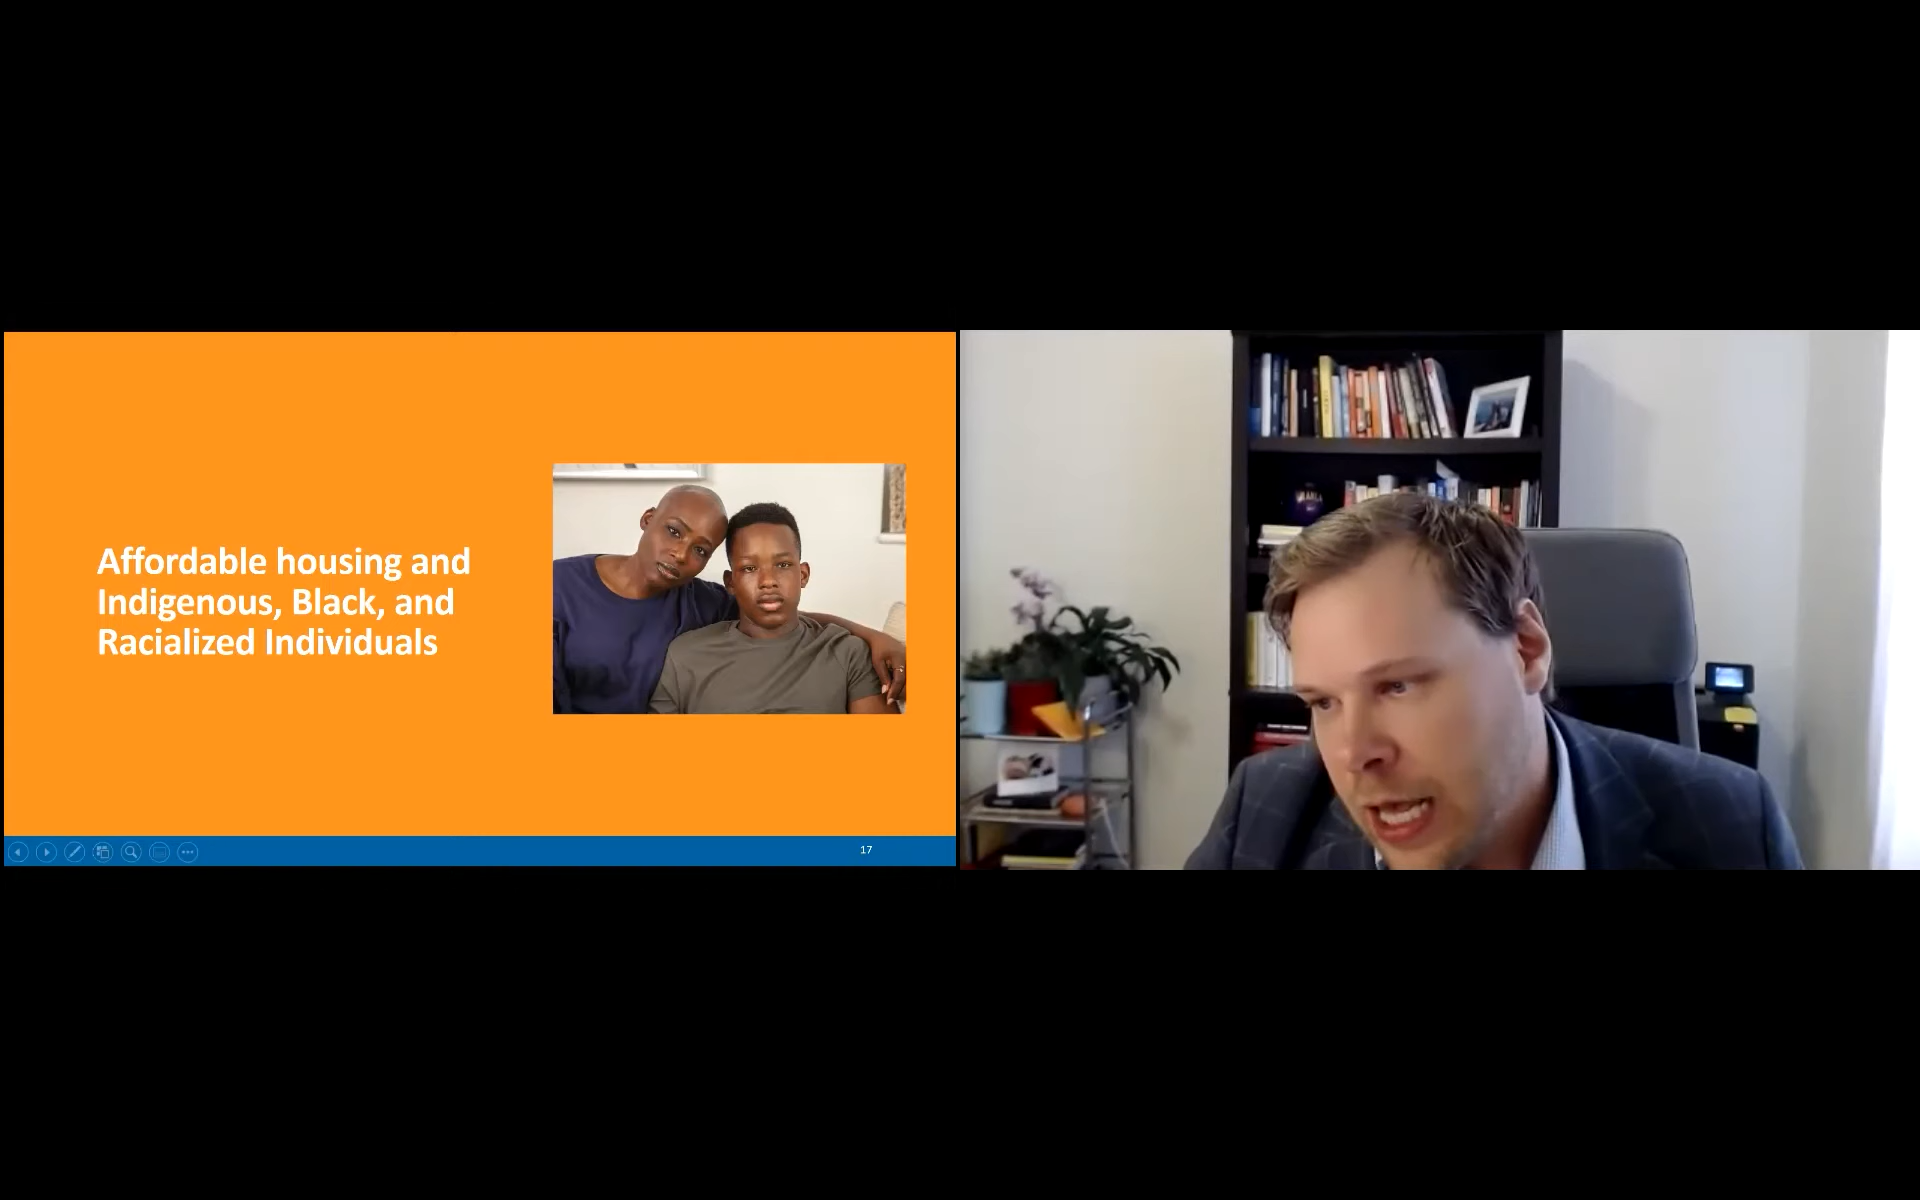 Affordable housing and
Indigenous, Black, and
Racialized Individuals
17